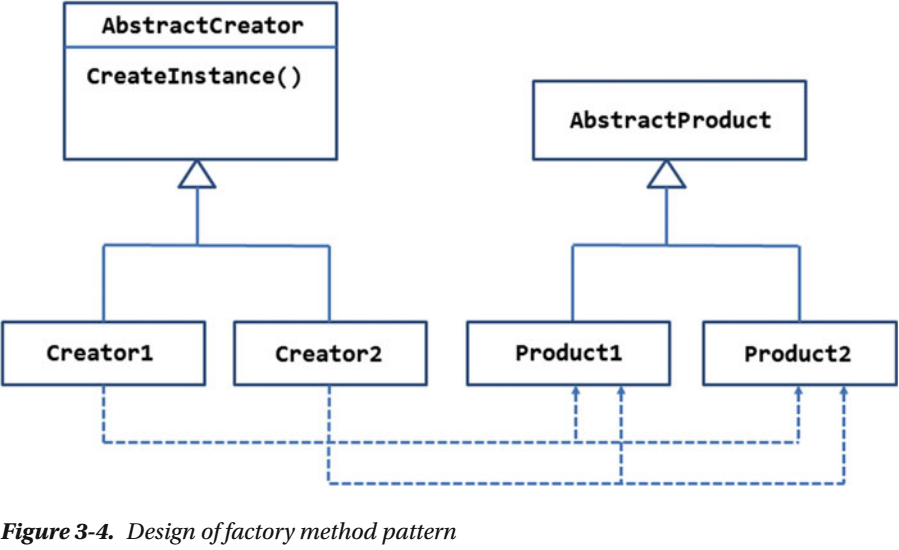 AbstractCreator
CreateInstance()
AbstractProduct
Creator1
Creator2
Product1
Product2
Figure 3-4. Design of factory method pattern